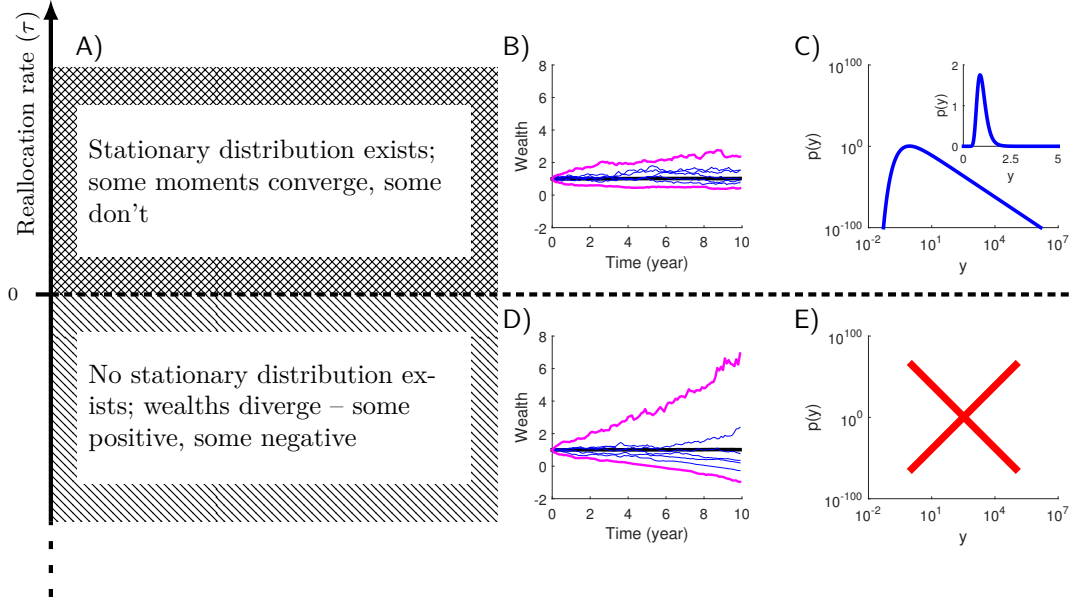 Reallocation rate (τ)
0
A)
Stationary distribution exists;
some moments converge, some
don't
No stationary distribution ex-
ists; wealths diverge – some
positive, some negative
B)
Wealth
8
6
4
2
0
-2
0 2 4 6 8 10
Time (year)
C)
p(y)
10^100
10^0
10^-100
10^-2 10^1 10^4 10^7
y
p(y)
2
1
0
0 2.5 5
y
D)
Wealth
8
6
4
2
0
-2
0 2 4 6 8 10
Time (year)
E)
p(y)
10^100
10^0
10^-100
10^-2 10^1 10^4 10^7
y